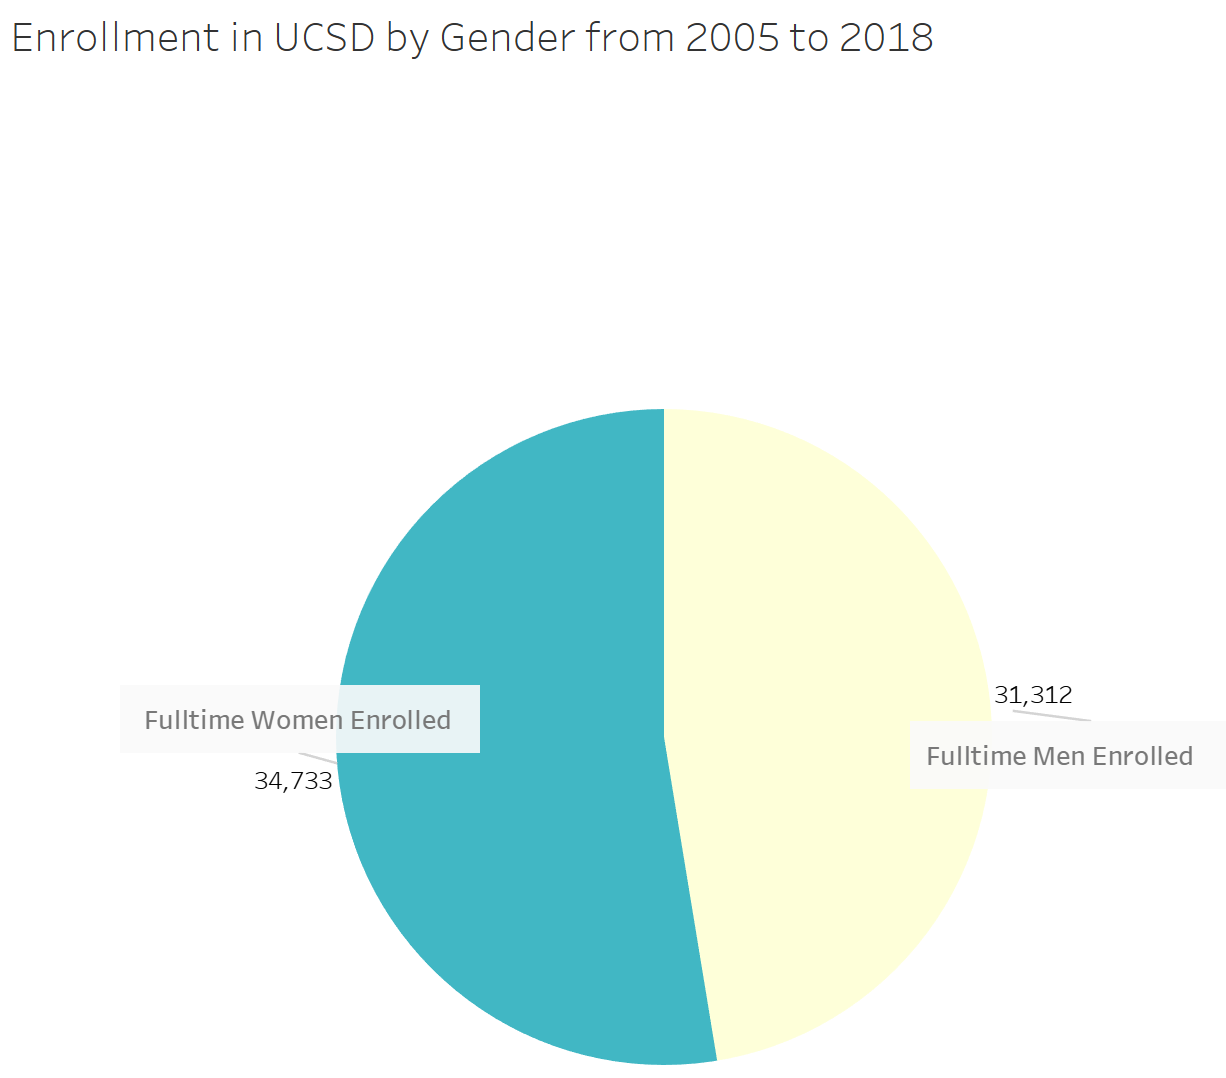 Enrollment in UCSD by Gender from 2005 to 2018
31,312
Fulltime Women Enrolled
Fulltime Men Enrolled
34,733